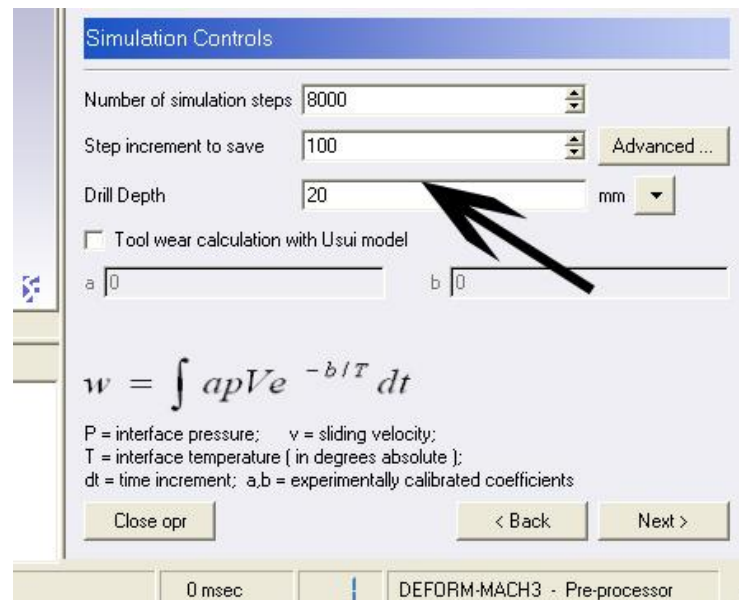 Simulation Controls
Number of simulation steps 8000
Step increment to save 100 Advanced ...
Drill Depth 20 mm
Tool wear calculation with Usui model
a 0 b 0
w = ∫ apVe^{-b/T} dt
P = interface pressure; v = sliding velocity;
T = interface temperature ( in degrees absolute );
dt = time increment; a,b = experimentally calibrated coefficients
Close opr < Back Next >
0 msec DEFORM-MACH3 - Pre-processor